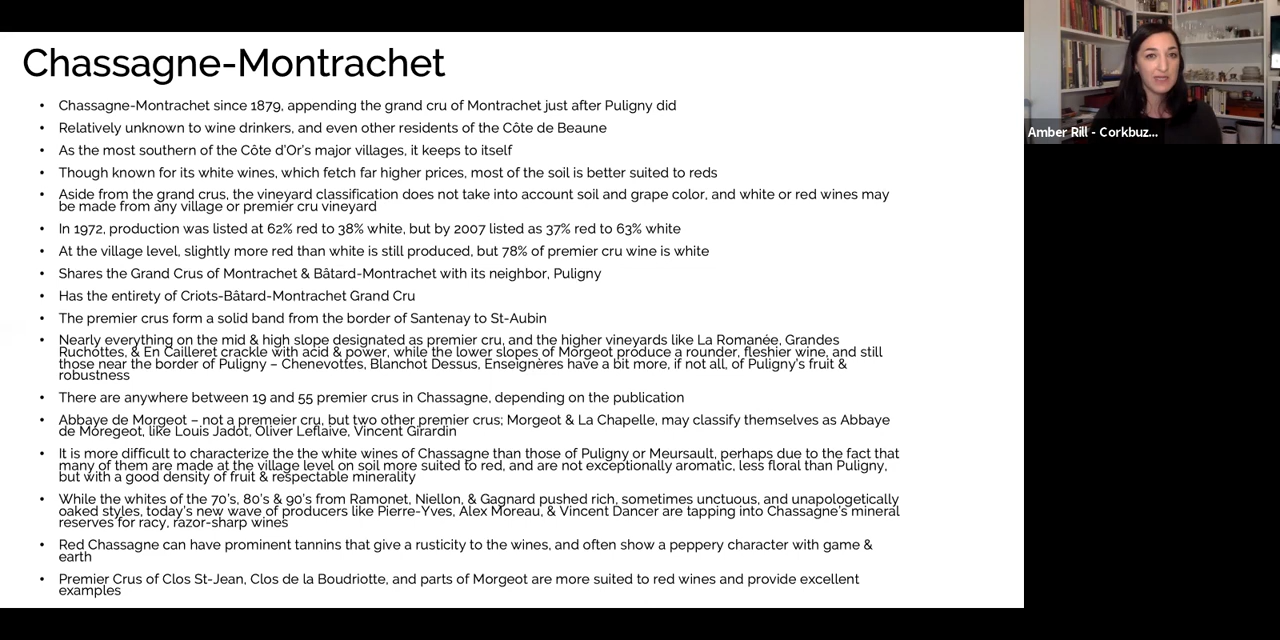 Chassagne-Montrachet
• Chassagne-Montrachet since 1879, appending the grand cru of Montrachet just after Puligny did
• Relatively unknown to wine drinkers, and even other residents of the Côte de Beaune
• As the most southern of the Côte d'Or's major villages, it keeps to itself
• Though known for its white wines, which fetch far higher prices, most of the soil is better suited to reds
• Aside from the grand crus, the vineyard classification does not take into account soil and grape color, and white or red wines may
be made from any village or premier cru vineyard
• In 1972, production was listed at 62% red to 38% white, but by 2007 listed as 37% red to 63% white
• At the village level, slightly more red than white is still produced, but 78% of premier cru wine is white
• Shares the Grand Crus of Montrachet & Bâtard-Montrachet with its neighbor, Puligny
• Has the entirety of Criots-Bâtard-Montrachet Grand Cru
• The premier crus form a solid band from the border of Santenay to St-Aubin
• Nearly everything on the mid & high slope designated as premier cru, and the higher vineyards like La Romanée, Grandes
Ruchottes, & En Cailleret crackle with acid & power, while the lower slopes of Morgeot produce a rounder, fleshier wine, and still
those near the border of Puligny – Chenevottes, Blanchot Dessus, Enseignères have a bit more, if not all, of Puligny's fruit &
robustness
• There are anywhere between 19 and 55 premier crus in Chassagne, depending on the publication
• Abbaye de Morgeot – not a premeier cru, but two other premier crus; Morgeot & La Chapelle, may classify themselves as Abbaye
de Moregeot, like Louis Jadot, Oliver Leflaive, Vincent Girardin
• It is more difficult to characterize the the white wines of Chassagne than those of Puligny or Meursault, perhaps due to the fact that
many of them are made at the village level on soil more suited to red, and are not exceptionally aromatic, less floral than Puligny,
but with a good density of fruit & respectable minerality
• While the whites of the 70's, 80's & 90's from Ramonet, Niellon, & Gagnard pushed rich, sometimes unctuous, and unapologetically
oaked styles, today's new wave of producers like Pierre-Yves, Alex Moreau, & Vincent Dancer are tapping into Chassagne's mineral
reserves for racy, razor-sharp wines
• Red Chassagne can have prominent tannins that give a rusticity to the wines, and often show a peppery character with game &
earth
• Premier Crus of Clos St-Jean, Clos de la Boudriotte, and parts of Morgeot are more suited to red wines and provide excellent
examples
Amber Rill - Corkbuz...